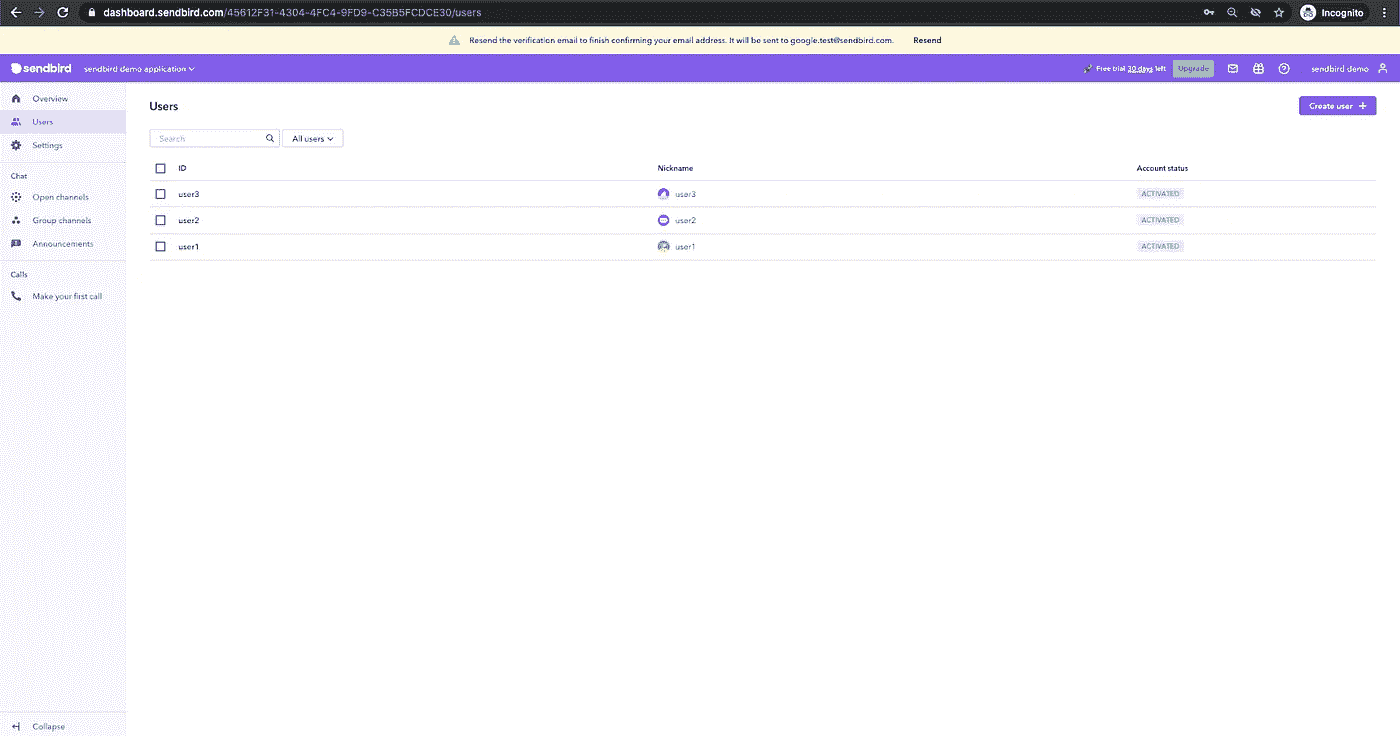 dashboard.sendbird.com/45612F31-4304-4FC4-9FD9-C35B5FCDCE30/users
Incognito
Resend the verification email to finish confirming your email address. It will be sent to google.test@sendbird.com. Resend
sendbird sendbird demo application Free trial 30 days left Upgrade sendbird demo
Overview
Users
Settings
Chat
Open channels
Group channels
Announcements
Calls
Make your first call
Collapse
Users
Create user +
Search All users
ID Nickname Account status
user3 user3 ACTIVATED
user2 user2 ACTIVATED
user1 user1 ACTIVATED